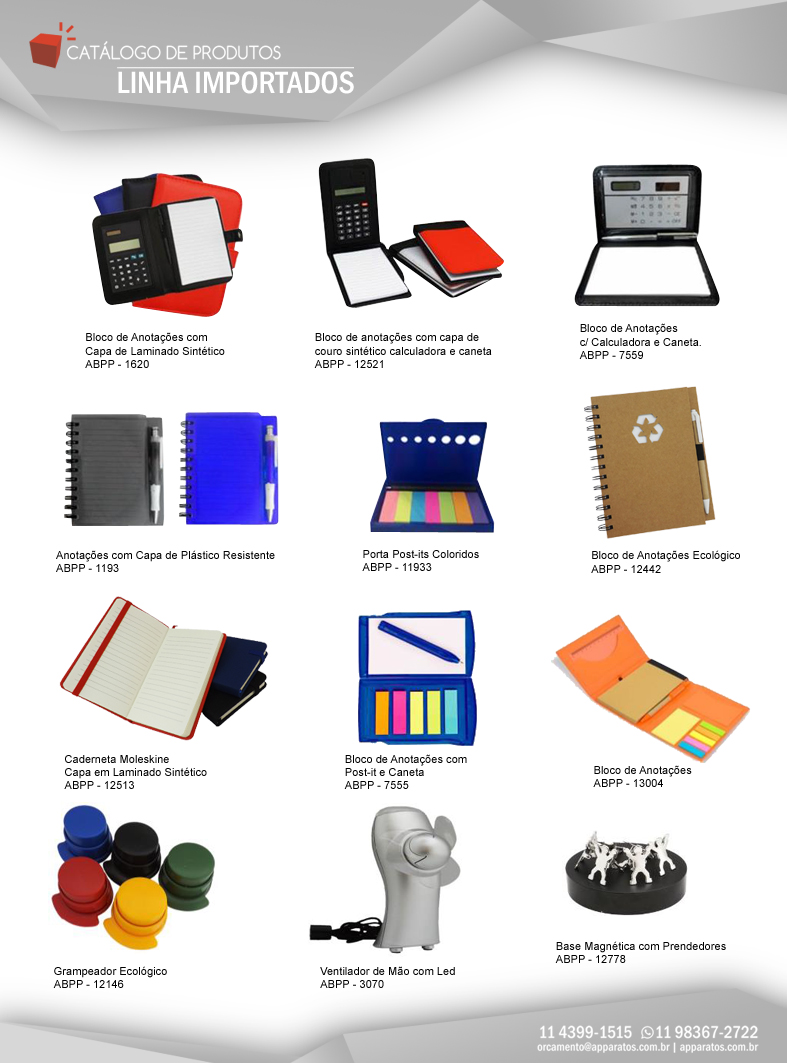 CATÁLOGO DE PRODUTOS
LINHA IMPORTADOS
Bloco de Anotações com
Capa de Laminado Sintético
ABPP - 1620
Bloco de anotações com capa de
couro sintético calculadora e caneta
ABPP - 12521
Bloco de Anotações
c/ Calculadora e Caneta.
ABPP - 7559
Anotações com Capa de Plástico Resistente
ABPP - 1193
Porta Post-its Coloridos
ABPP - 11933
Bloco de Anotações Ecológico
ABPP - 12442
Caderneta Moleskine
Capa em Laminado Sintético
ABPP - 12513
Bloco de Anotações com
Post-it e Caneta
ABPP - 7555
Bloco de Anotações
ABPP - 13004
Grampeador Ecológico
ABPP - 12146
Ventilador de Mão com Led
ABPP - 3070
Base Magnética com Prendedores
ABPP - 12778
11 4399-1515 11 98367-2722
orcamento@apparatos.com.br | apparatos.com.br